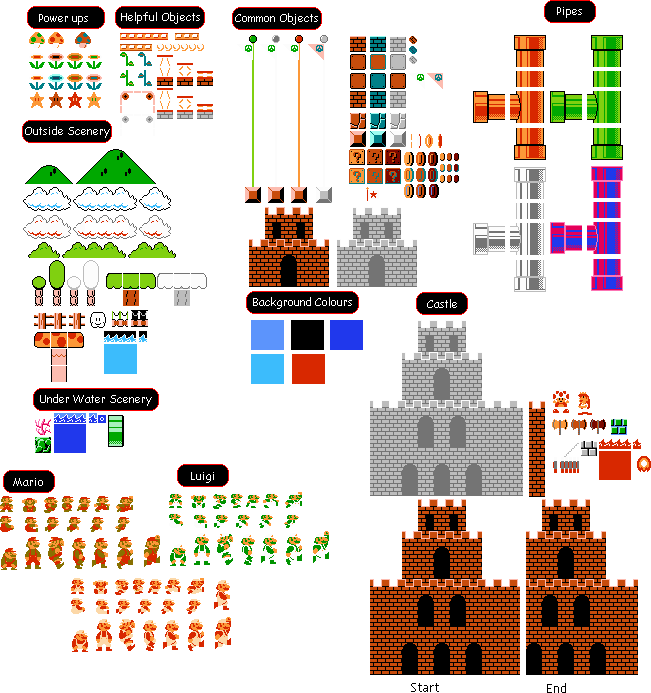 Power ups
Helpful Objects
Common Objects
Pipes
Outside Scenery
? ? ?
? ? ?
Background Colours
Castle
Under Water Scenery
Mario
Luigi
Start
End